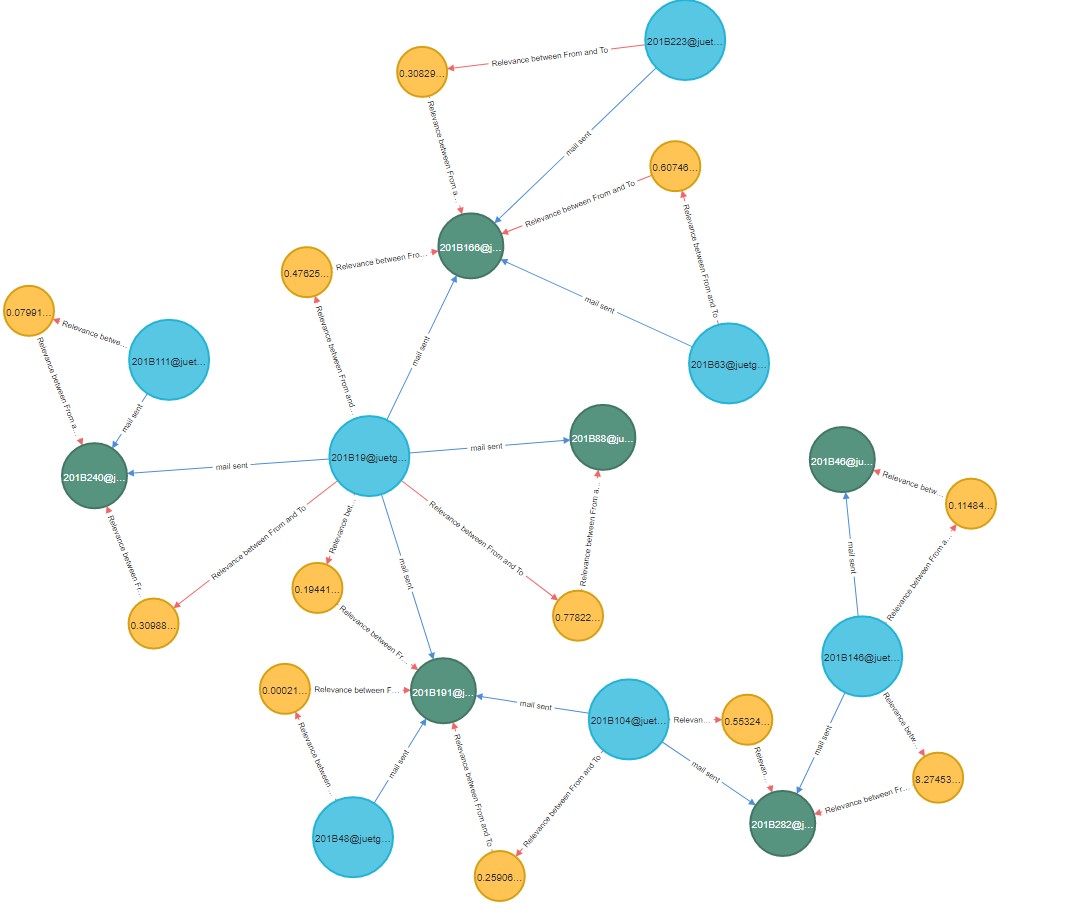 201B223@juet...
Relevance between From and To
0.30829...
Relevance between From a...
mail sent
0.60746...
Relevance between From and To
201B166@j...
Relevance between Fro...
0.47625...
Relevance between From and To
mail sent
Relevance between From and...
0.07991...
Relevance betwe...
201B111@juet...
mail sent
201B63@juetg...
Relevance between From a...
mail sent
201B88@ju...
mail sent
201B19@juetg...
mail sent
201B240@j...
201B46@ju...
Relevance betw...
0.11484...
Relevance between From and To
Relevance bet...
Relevance between From and To
mail sent
Relevance between From a...
mail sent
Relevance between From a...
Relevance between Fr...
0.19441...
0.77822...
0.30988...
Relevance between Fr...
201B146@juet...
0.00021...
Relevance between F...
201B191@j...
mail sent
201B104@juet...
Relevan...
0.55324...
Relevance betw...
mail sent
Relevance between ...
mail sent
Relevance between From and To
Relevance between From and To
mail sent
Relevan...
8.27453...
Relevance between Fr...
201B48@juetg...
201B282@j...
0.25906...